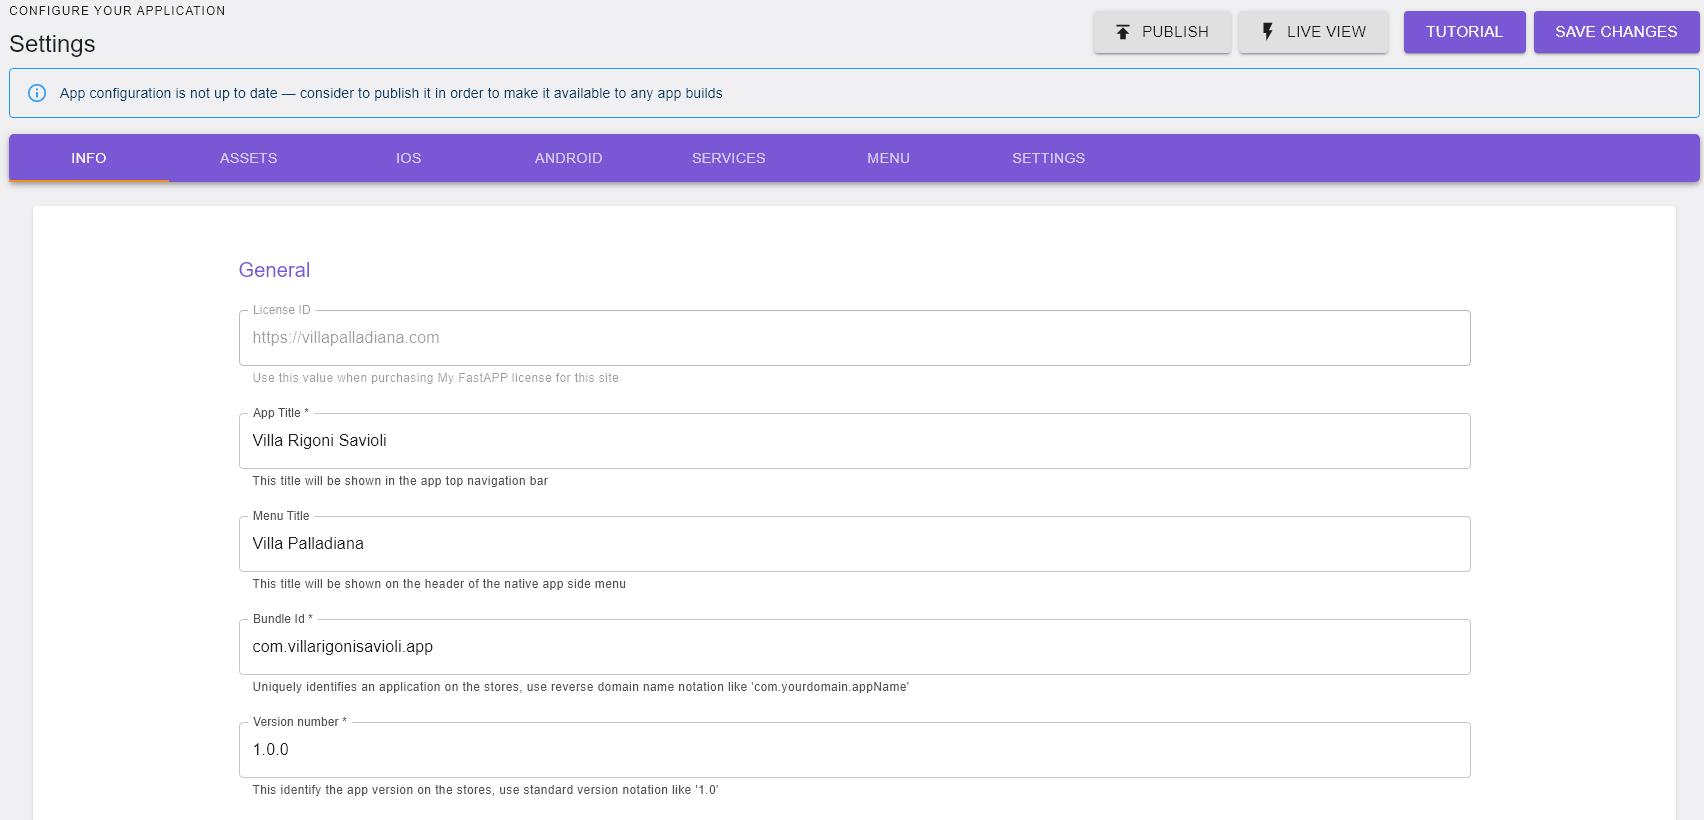 CONFIGURE YOUR APPLICATION
Settings
PUBLISH
LIVE VIEW
TUTORIAL
SAVE CHANGES
App configuration is not up to date — consider to publish it in order to make it available to any app builds
INFO
ASSETS
IOS
ANDROID
SERVICES
MENU
SETTINGS
General
License ID
https://villapalladiana.com
Use this value when purchasing My FastAPP license for this site
App Title *
Villa Rigoni Savioli
This title will be shown in the app top navigation bar
Menu Title
Villa Palladiana
This title will be shown on the header of the native app side menu
Bundle Id *
com.villarigonisavioli.app
Uniquely identifies an application on the stores, use reverse domain name notation like 'com.yourdomain.appName'
Version number *
1.0.0
This identify the app version on the stores, use standard version notation like '1.0'